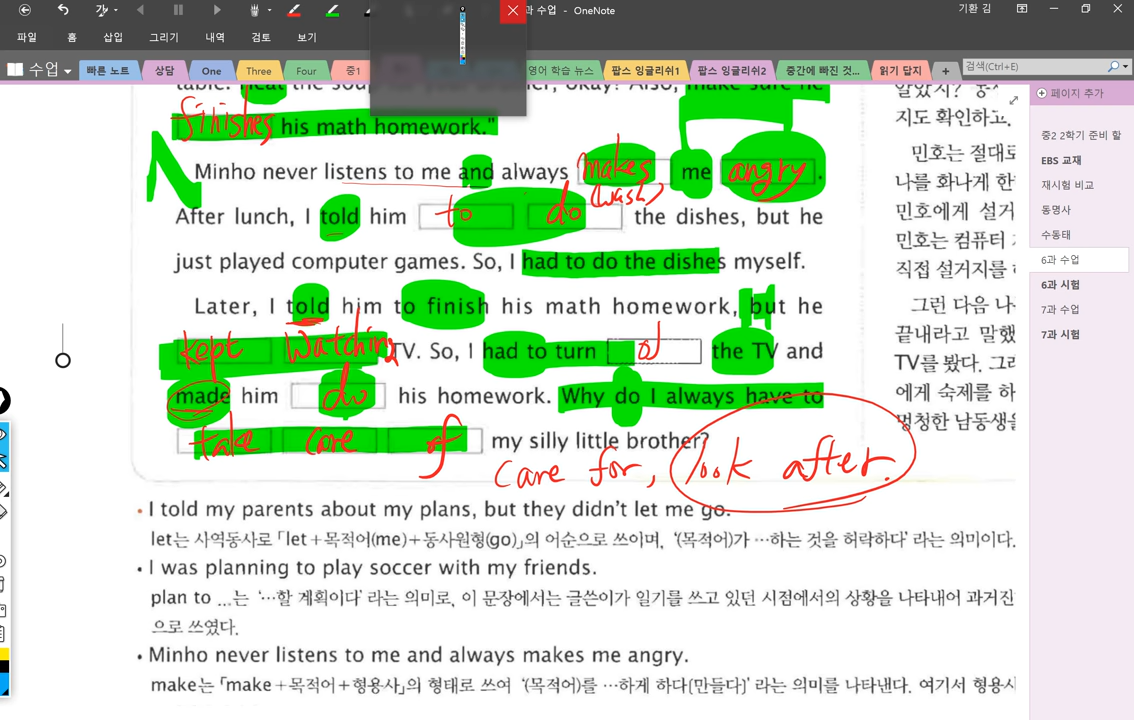 과 수업 - OneNote
기환 김
파일 홈 삽입 그리기 내역 검토 보기
수업 빠른 노트 상담 One Three Four 중1 영어 학습 뉴스 팝스 잉글리쉬1 팝스 잉글리쉬2 중간에 빠진 것... 읽기 답지 + 검색(Ctrl+E)
페이지 추가
중2 2학기 준비 할
EBS 교재
재시험 비교
동명사
수동태
6과 수업
6과 시험
7과 수업
7과 시험
finishes his math homework."
Minho never listens to me and always makes me angry .
(wash)
After lunch, I told him to do the dishes, but he
just played computer games. So, I had to do the dishes myself.
Later, I told him to finish his math homework, but he
kept watching TV. So, I had to turn the TV and
made him do his homework. Why do I always have to
take care of my silly little brother?
care for, look after.
지도 확인하고.
민호는 절대로
나를 화나게 한
민호에게 설거
민호는 컴퓨터
직접 설거지를
그런 다음 나
끝내라고 말했
TV를 봤다. 그리
에게 숙제를 하
멍청한 남동생을
• I told my parents about my plans, but they didn't let me go.
let는 사역동사로 「let+목적어(me)+동사원형(go)」의 어순으로 쓰이며, '(목적어)가 …하는 것을 허락하다' 라는 의미이다.
• I was planning to play soccer with my friends.
plan to …는 '…할 계획이다' 라는 의미로, 이 문장에서는 글쓴이가 일기를 쓰고 있던 시점에서의 상황을 나타내어 과거진
으로 쓰였다.
• Minho never listens to me and always makes me angry.
make는 「make+목적어+형용사」의 형태로 쓰여 '(목적어)를 …하게 하다(만들다)' 라는 의미를 나타낸다. 여기서 형용사